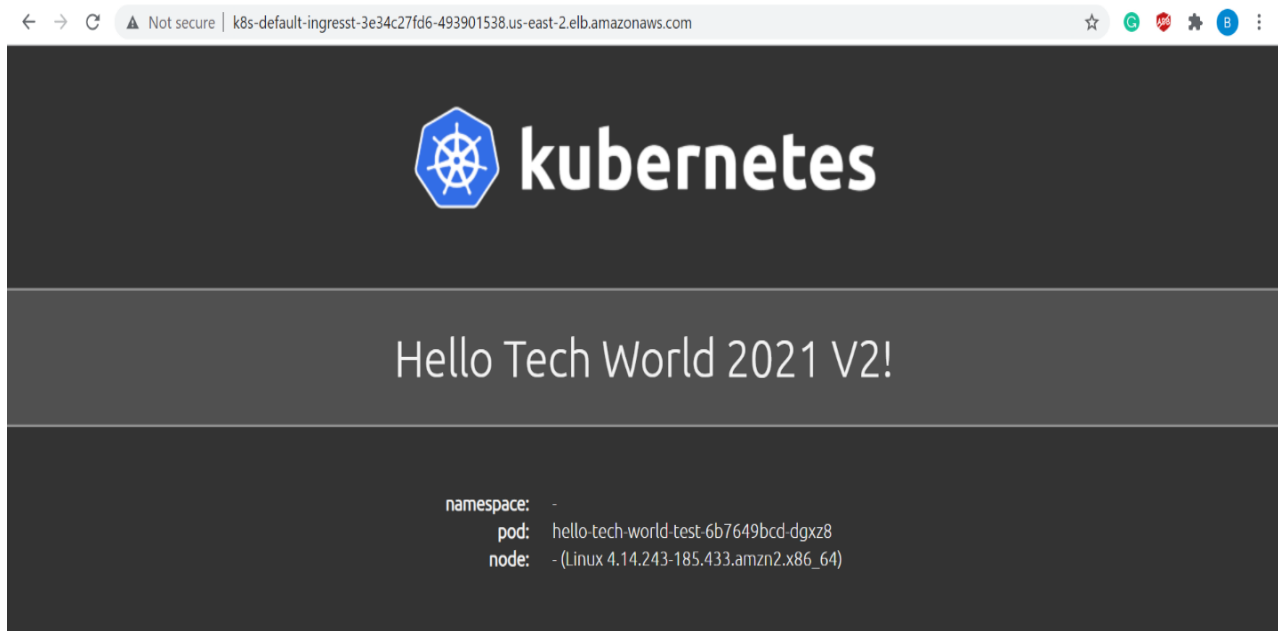 Not secure | k8s-default-ingresst-3e34c27fd6-493901538.us-east-2.elb.amazonaws.com
G ABP B
kubernetes
Hello Tech World 2021 V2!
namespace: -
pod: hello-tech-world-test-6b7649bcd-dgxz8
node: - (Linux 4.14.243-185.433.amzn2.x86_64)